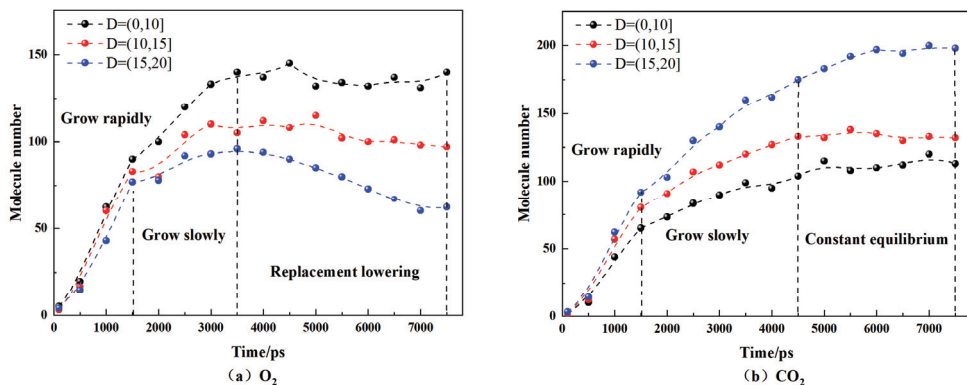 D=(0,10]
D=(10,15]
D=(15,20]
150
100
50
0
Molecule number
Grow rapidly
Grow slowly
Replacement lowering
0 1000 2000 3000 4000 5000 6000 7000
Time/ps
（a）O₂
D=(0,10]
D=(10,15]
D=(15,20]
200
150
100
50
0
Molecule number
Grow rapidly
Grow slowly
Constant equilibrium
0 1000 2000 3000 4000 5000 6000 7000
Time/ps
（b）CO₂